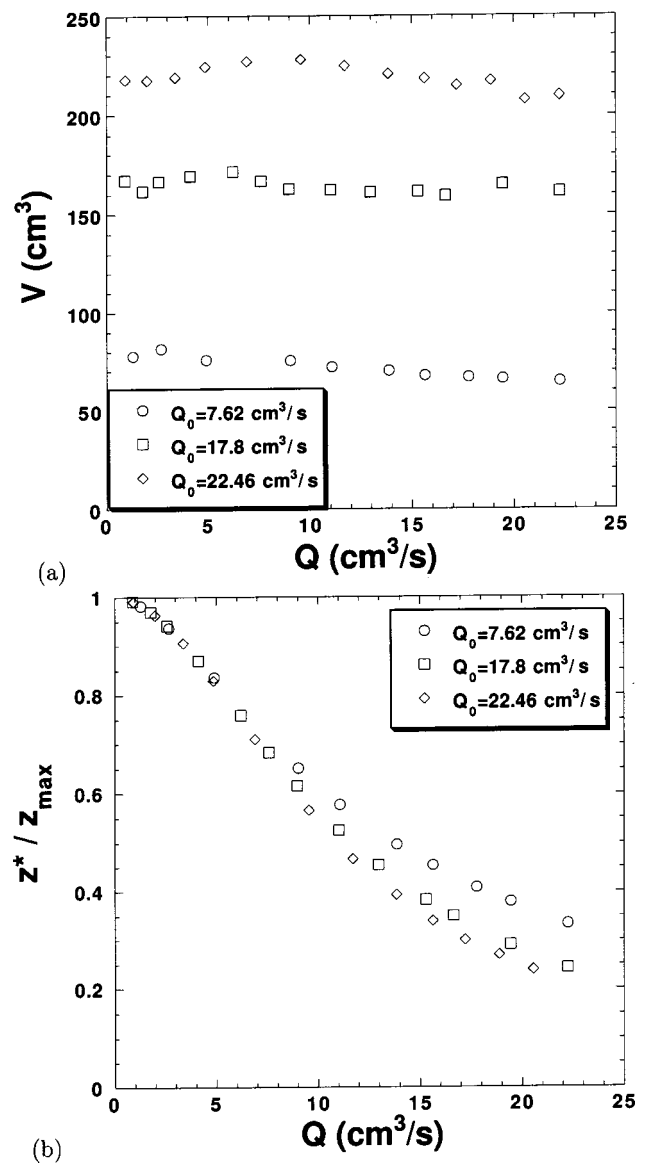 250
200
150
100
50
0
V (cm³)
Q₀=7.62 cm³/s
Q₀=17.8 cm³/s
Q₀=22.46 cm³/s
0 5 10 15 20 25
Q (cm³/s)
(a)
1
0.8
0.6
0.4
0.2
0
z* / z_max
Q₀=7.62 cm³/s
Q₀=17.8 cm³/s
Q₀=22.46 cm³/s
0 5 10 15 20 25
Q (cm³/s)
(b)